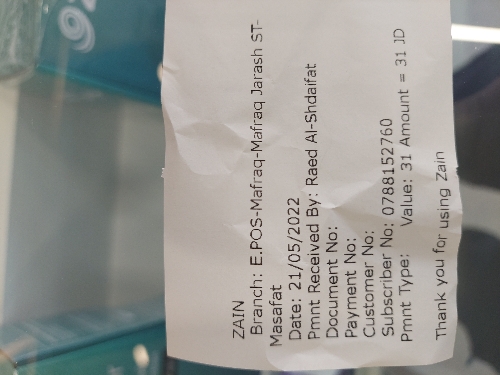 ZAIN
Branch: E.POS-Mafraq-Mafraq Jarash ST-
Masafat
Date: 21/05/2022
Pmnt Received By: Raed Al-Shdaifat
Document No:
Payment No:
Customer No:
Subscriber No: 0788152760
Pmnt Type: Value: 31 Amount = 31 JD
Thank you for using Zain